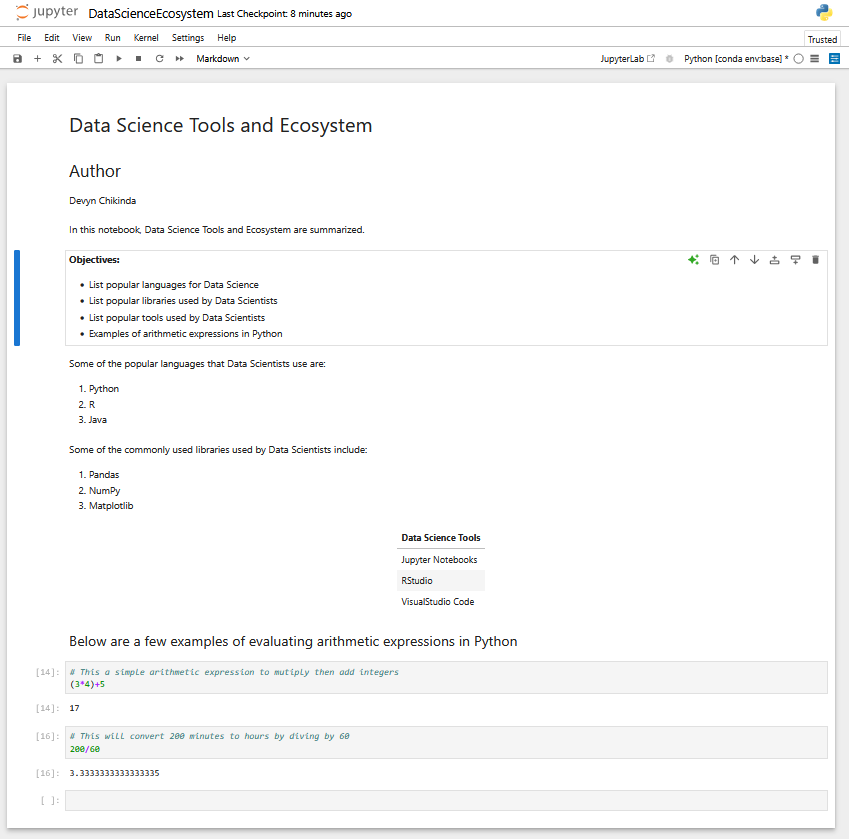 jupyter DataScienceEcosystem Last Checkpoint: 8 minutes ago
File Edit View Run Kernel Settings Help
Trusted
Markdown JupyterLab Python [conda env:base] *
Data Science Tools and Ecosystem
Author
Devyn Chikinda
In this notebook, Data Science Tools and Ecosystem are summarized.
Objectives:
• List popular languages for Data Science
• List popular libraries used by Data Scientists
• List popular tools used by Data Scientists
• Examples of arithmetic expressions in Python
Some of the popular languages that Data Scientists use are:
1. Python
2. R
3. Java
Some of the commonly used libraries used by Data Scientists include:
1. Pandas
2. NumPy
3. Matplotlib
Data Science Tools
Jupyter Notebooks
RStudio
VisualStudio Code
Below are a few examples of evaluating arithmetic expressions in Python
[14]: # This a simple arithmetic expression to mutiply then add integers
(3*4)+5
[14]: 17
[16]: # This will convert 200 minutes to hours by diving by 60
200/60
[16]: 3.3333333333333335
[ ]: